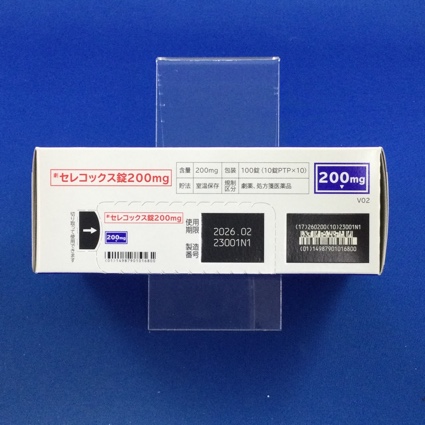 劇 セレコックス錠200mg
含量 200mg 包装 100錠(10錠PTP×10)
貯法 室温保存 規制区分 劇薬、処方箋医薬品
200mg
V02
劇 セレコックス錠200mg
200mg
使用期限 2026.02
製造番号 23001N1
(17)260200(10)23001N1
(01)14987901016800